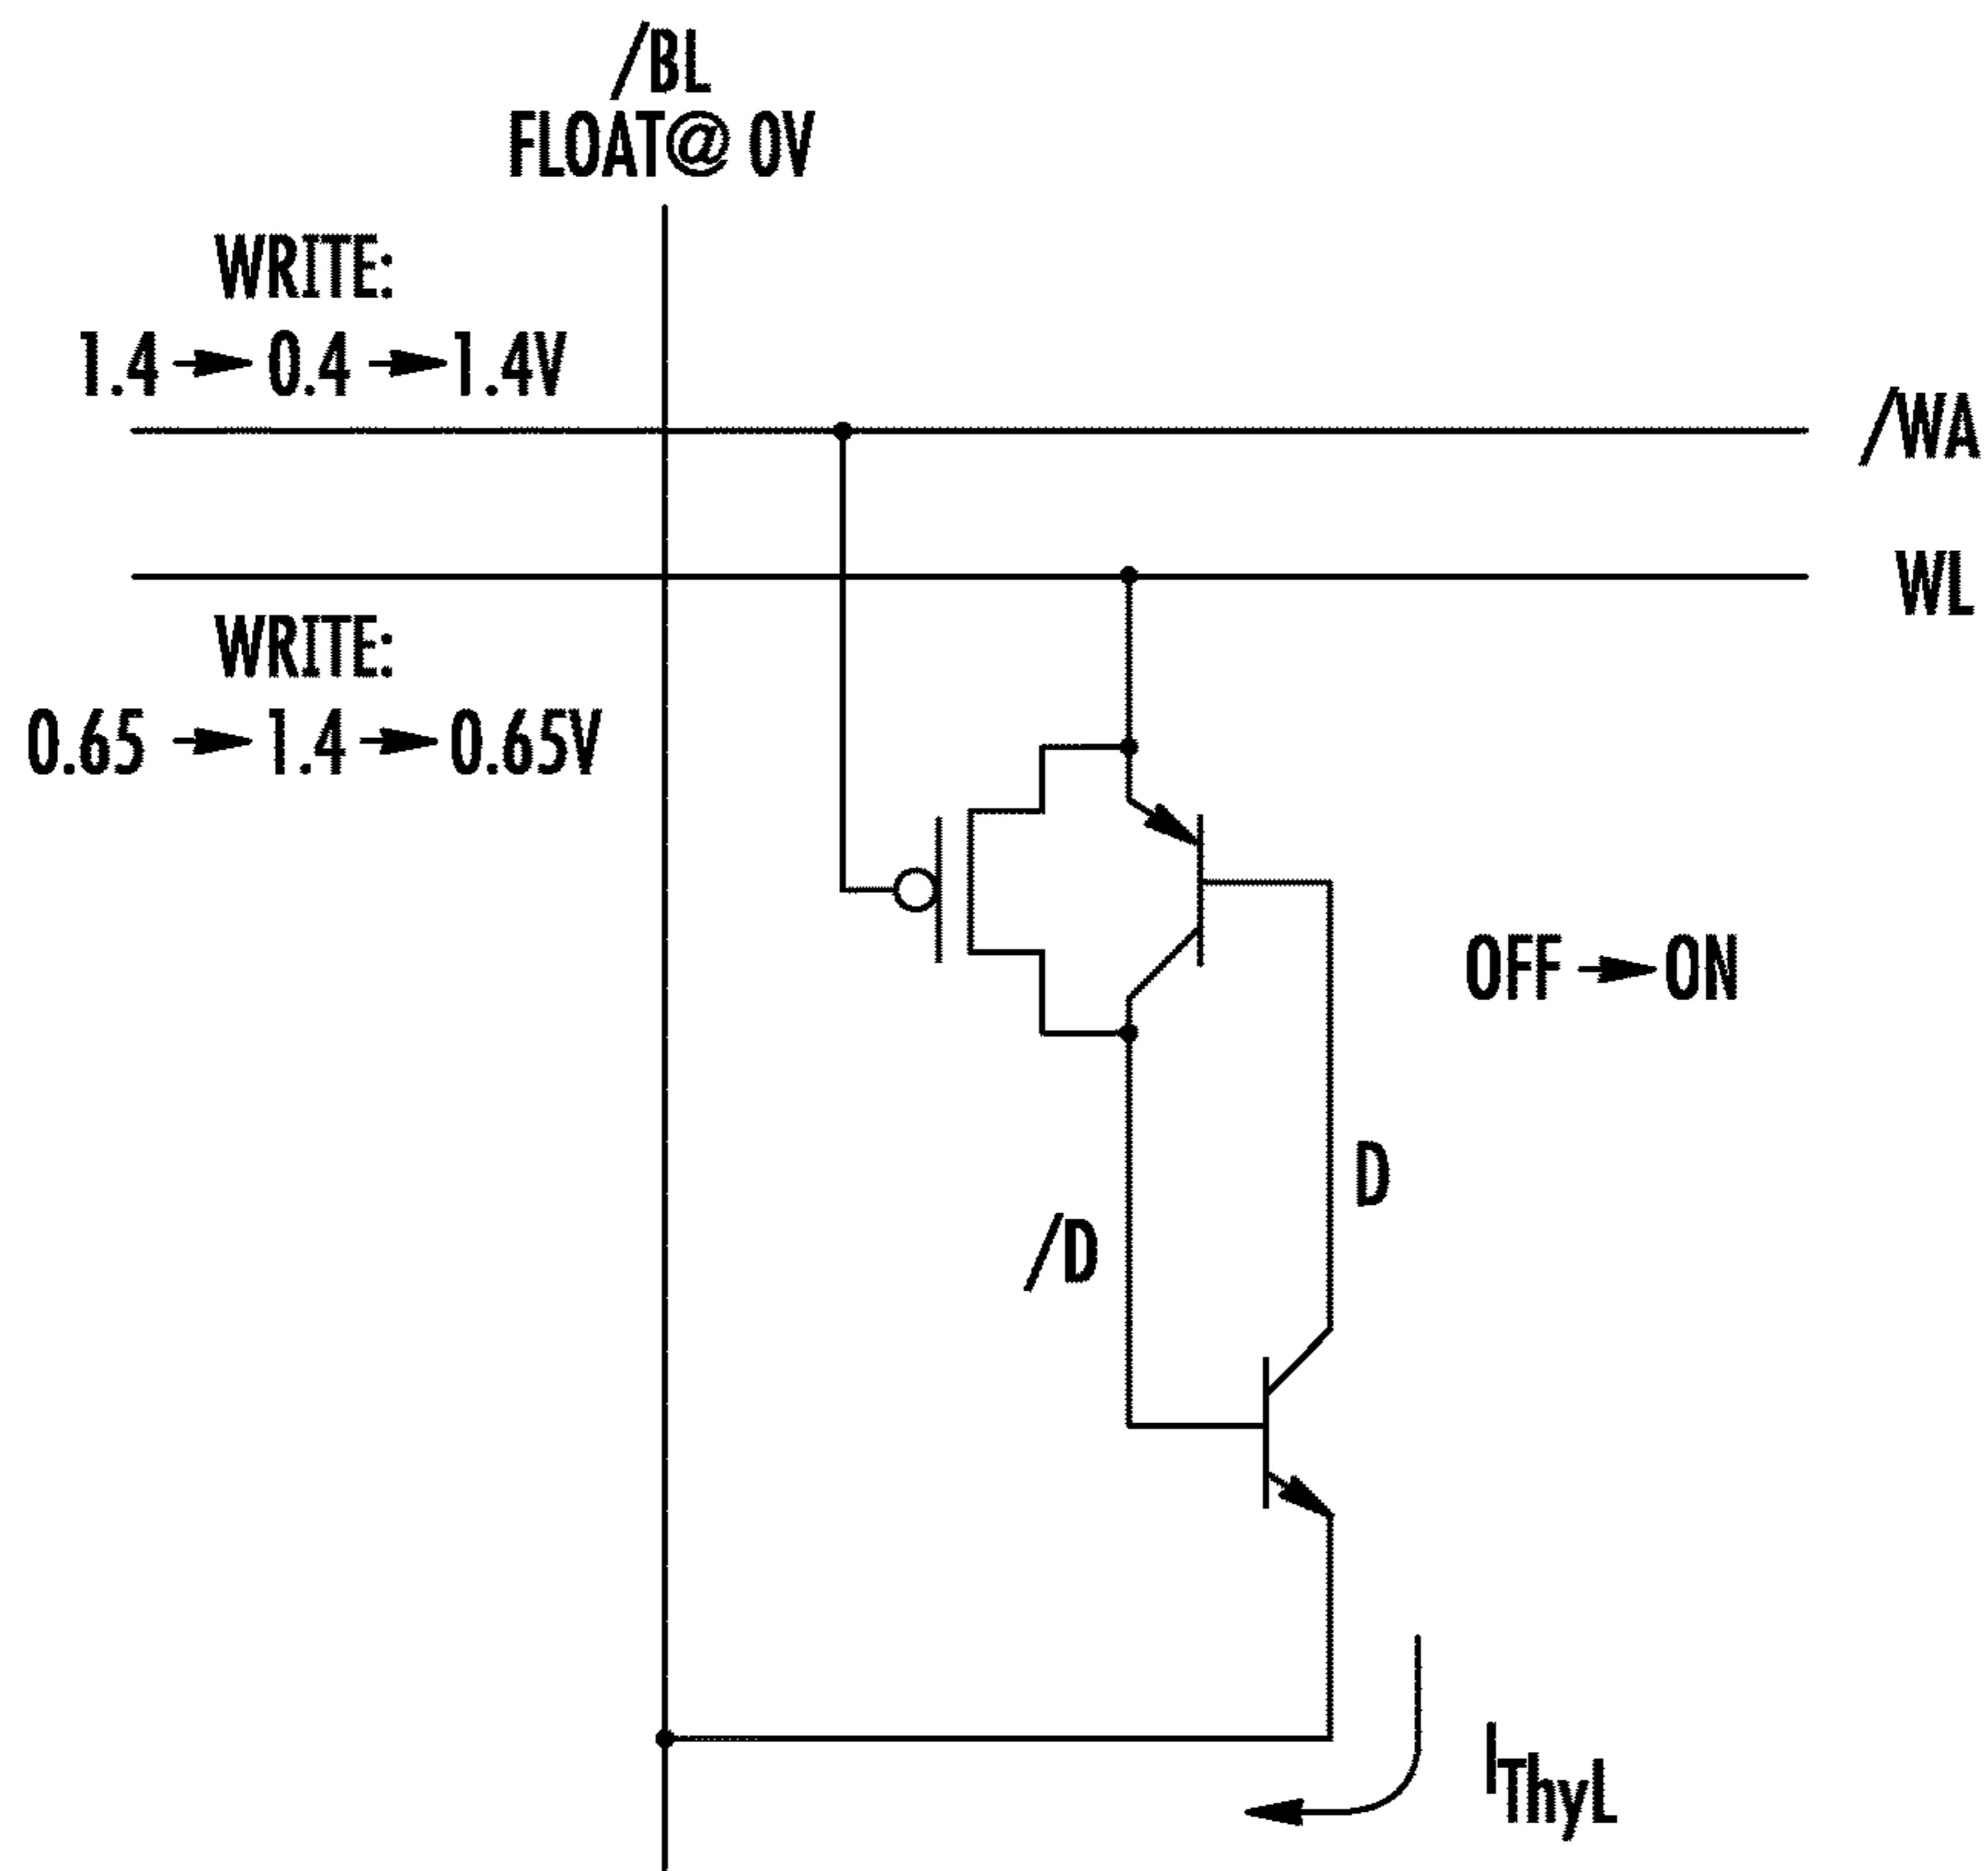 /BL
FLOAT@ 0V
WRITE:
1.4 → 0.4 → 1.4V
/WA
WL
WRITE:
0.65 → 1.4 → 0.65V
OFF → ON
D
/D
IThyL